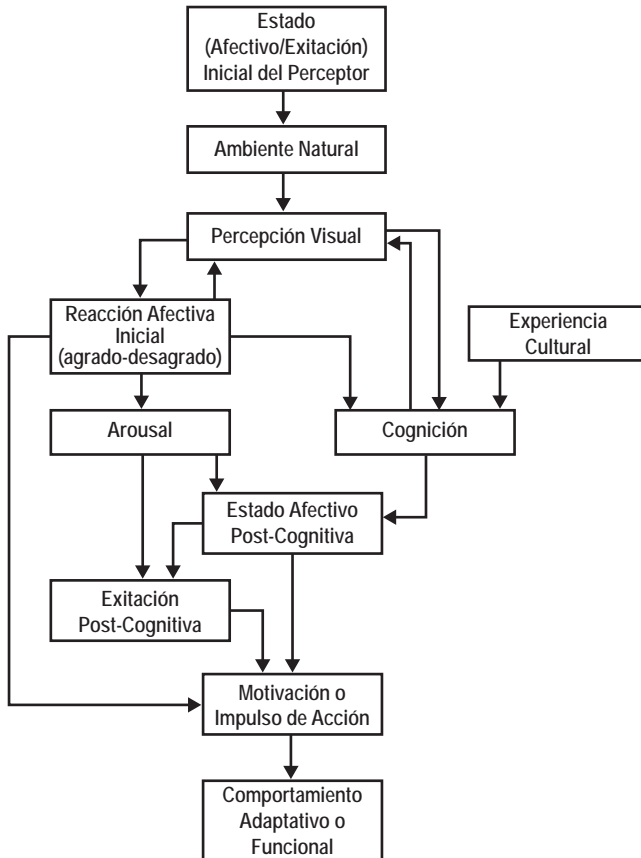 Estado
(Afectivo/Exitación)
Inicial del Perceptor
Ambiente Natural
Percepción Visual
Reacción Afectiva
Inicial
(agrado-desagrado)
Experiencia
Cultural
Arousal
Cognición
Estado Afectivo
Post-Cognitiva
Exitación
Post-Cognitiva
Motivación o
Impulso de Acción
Comportamiento
Adaptativo o
Funcional